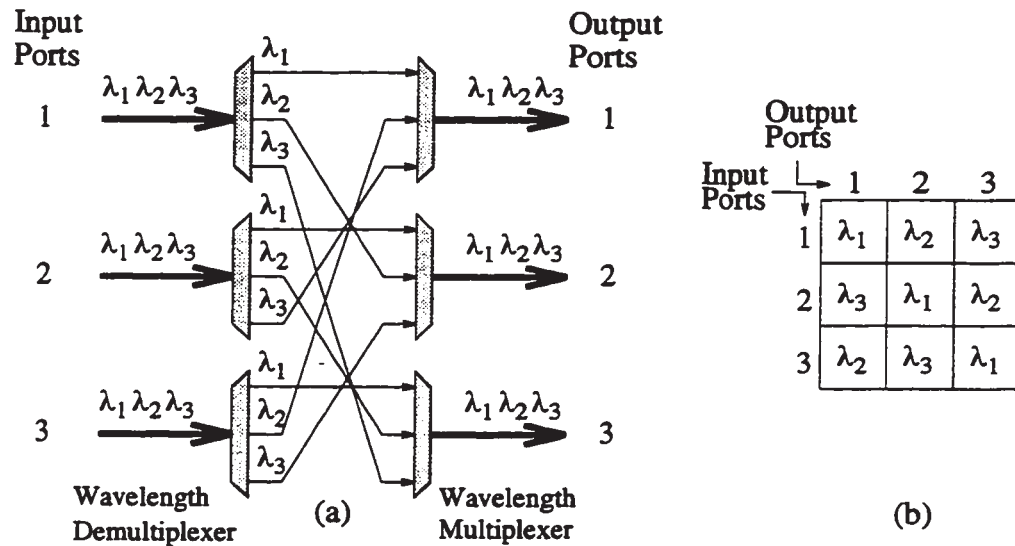 Input
Ports
Output
Ports
λ1
λ1 λ2 λ3
λ2
λ1 λ2 λ3
1
1
λ3
λ1
λ1 λ2 λ3
λ2
λ1 λ2 λ3
2
2
λ3
λ1
λ1 λ2 λ3
λ2
λ1 λ2 λ3
3
3
λ3
Wavelength
Demultiplexer
(a)
Wavelength
Multiplexer
Output
Ports
Input
Ports
1 2 3
1 λ1 λ2 λ3
2 λ3 λ1 λ2
3 λ2 λ3 λ1
(b)